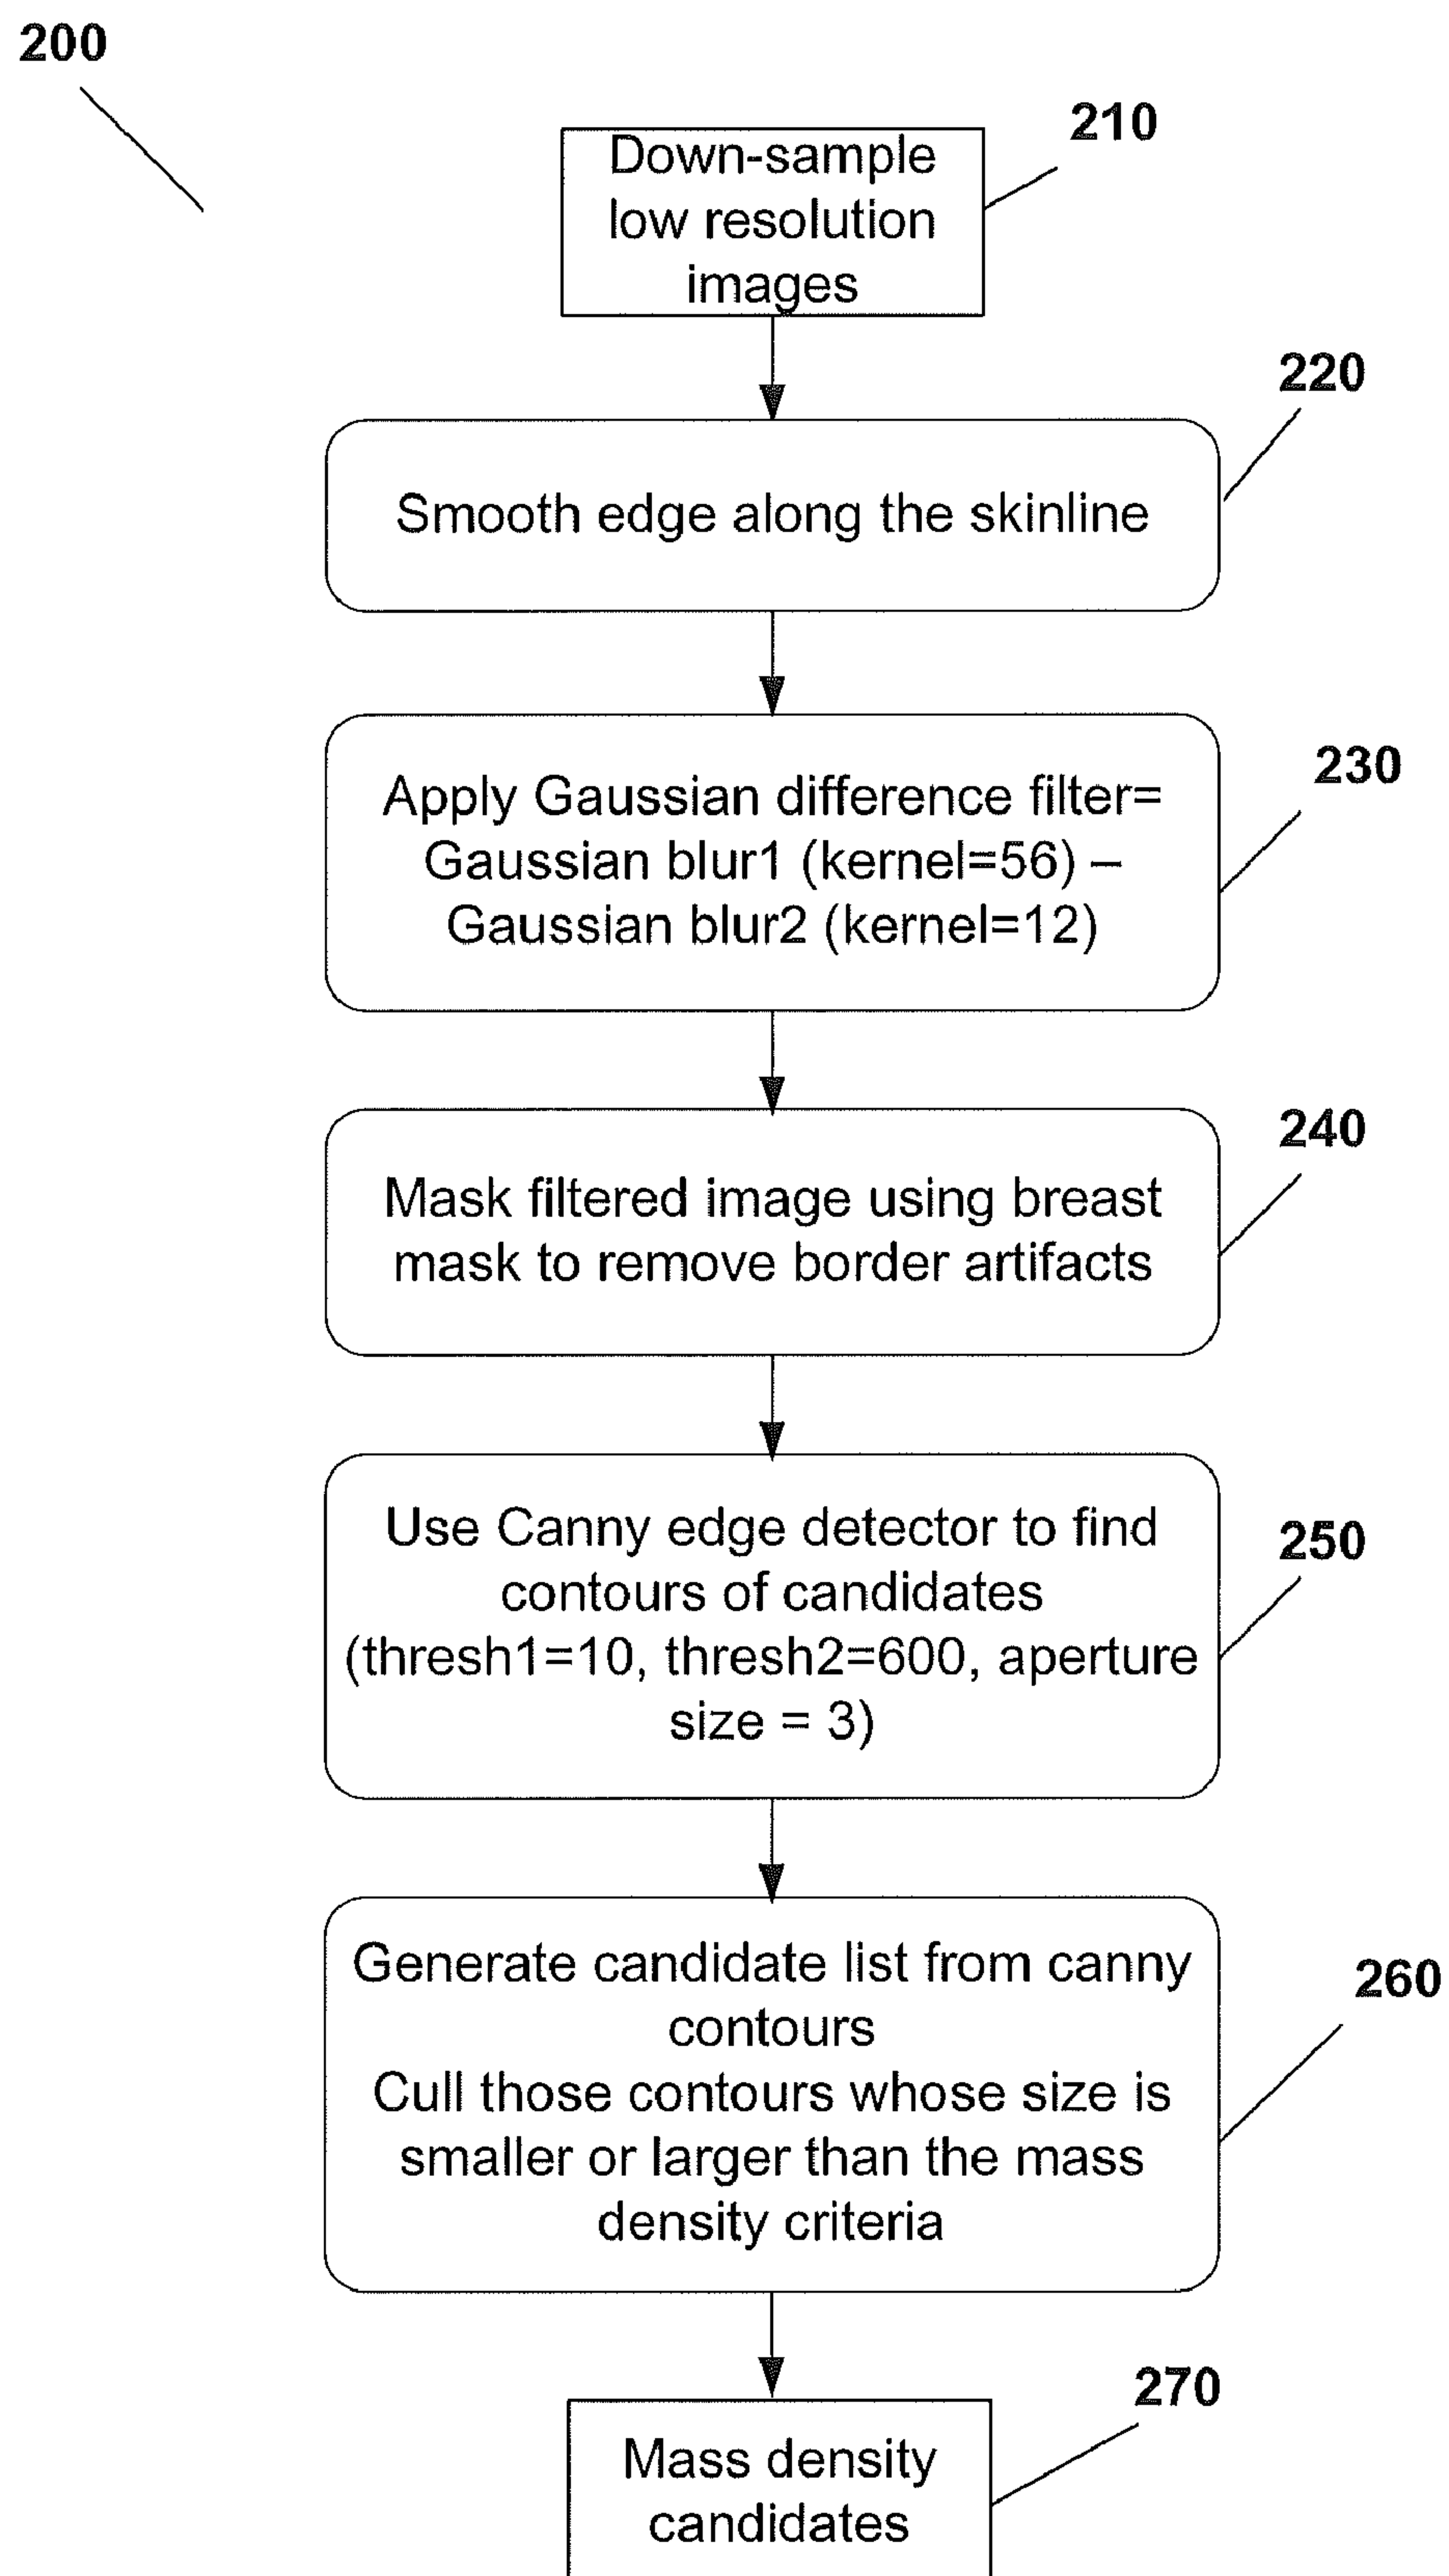 200
210
Down-sample
low resolution
images
220
Smooth edge along the skinline
230
Apply Gaussian difference filter=
Gaussian blur1 (kernel=56) –
Gaussian blur2 (kernel=12)
240
Mask filtered image using breast
mask to remove border artifacts
250
Use Canny edge detector to find
contours of candidates
(thresh1=10, thresh2=600, aperture
size = 3)
260
Generate candidate list from canny
contours
Cull those contours whose size is
smaller or larger than the mass
density criteria
270
Mass density
candidates